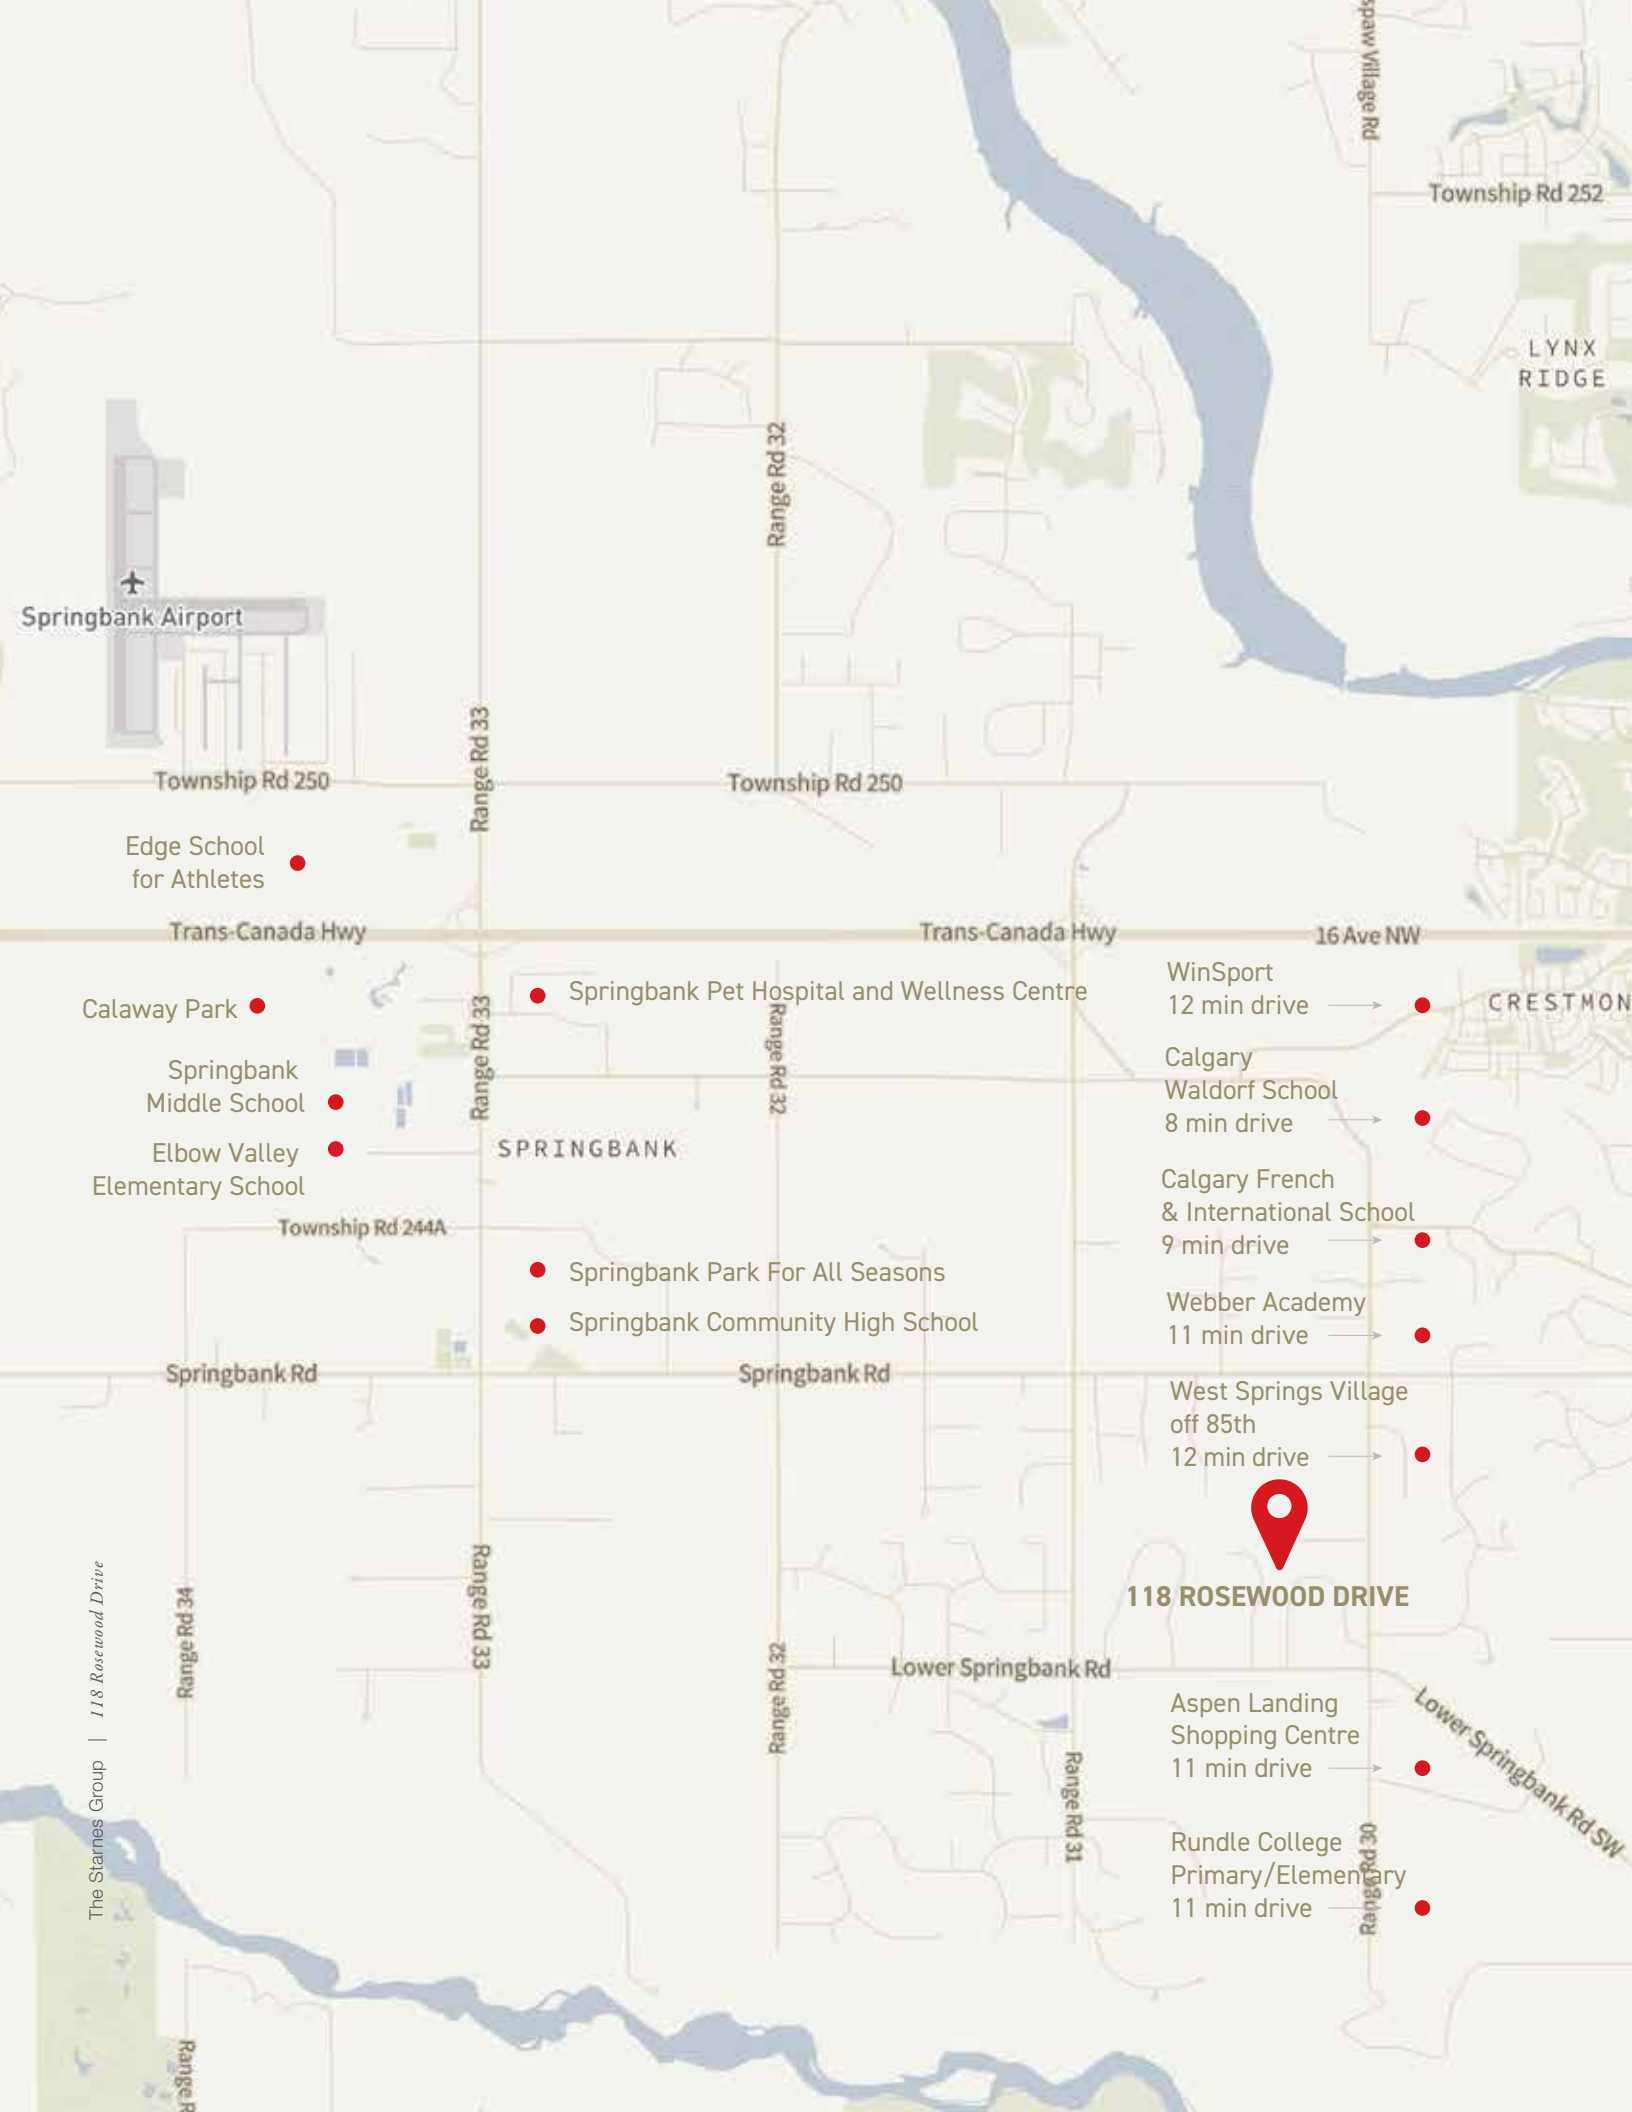 spaw Village Rd
Township Rd 252
LYNX
RIDGE
Range Rd 32
Springbank Airport
Range Rd 33
Township Rd 250
Township Rd 250
Edge School
for Athletes
Trans-Canada Hwy
Trans-Canada Hwy
16 Ave NW
Calaway Park
Springbank Pet Hospital and Wellness Centre
WinSport
12 min drive
CRESTMON
Range Rd 33
Range Rd 32
Springbank
Middle School
Calgary
Waldorf School
8 min drive
Elbow Valley
Elementary School
SPRINGBANK
Calgary French
& International School
9 min drive
Township Rd 244A
Springbank Park For All Seasons
Springbank Community High School
Webber Academy
11 min drive
Springbank Rd
Springbank Rd
West Springs Village
off 85th
12 min drive
118 ROSEWOOD DRIVE
Range Rd 34
Range Rd 33
Range Rd 32
Lower Springbank Rd
Lower Springbank Rd SW
Aspen Landing
Shopping Centre
11 min drive
Range Rd 31
Range Rd 30
Rundle College
Primary/Elementary
11 min drive
The Starnes Group | 118 Rosewood Drive
Range R